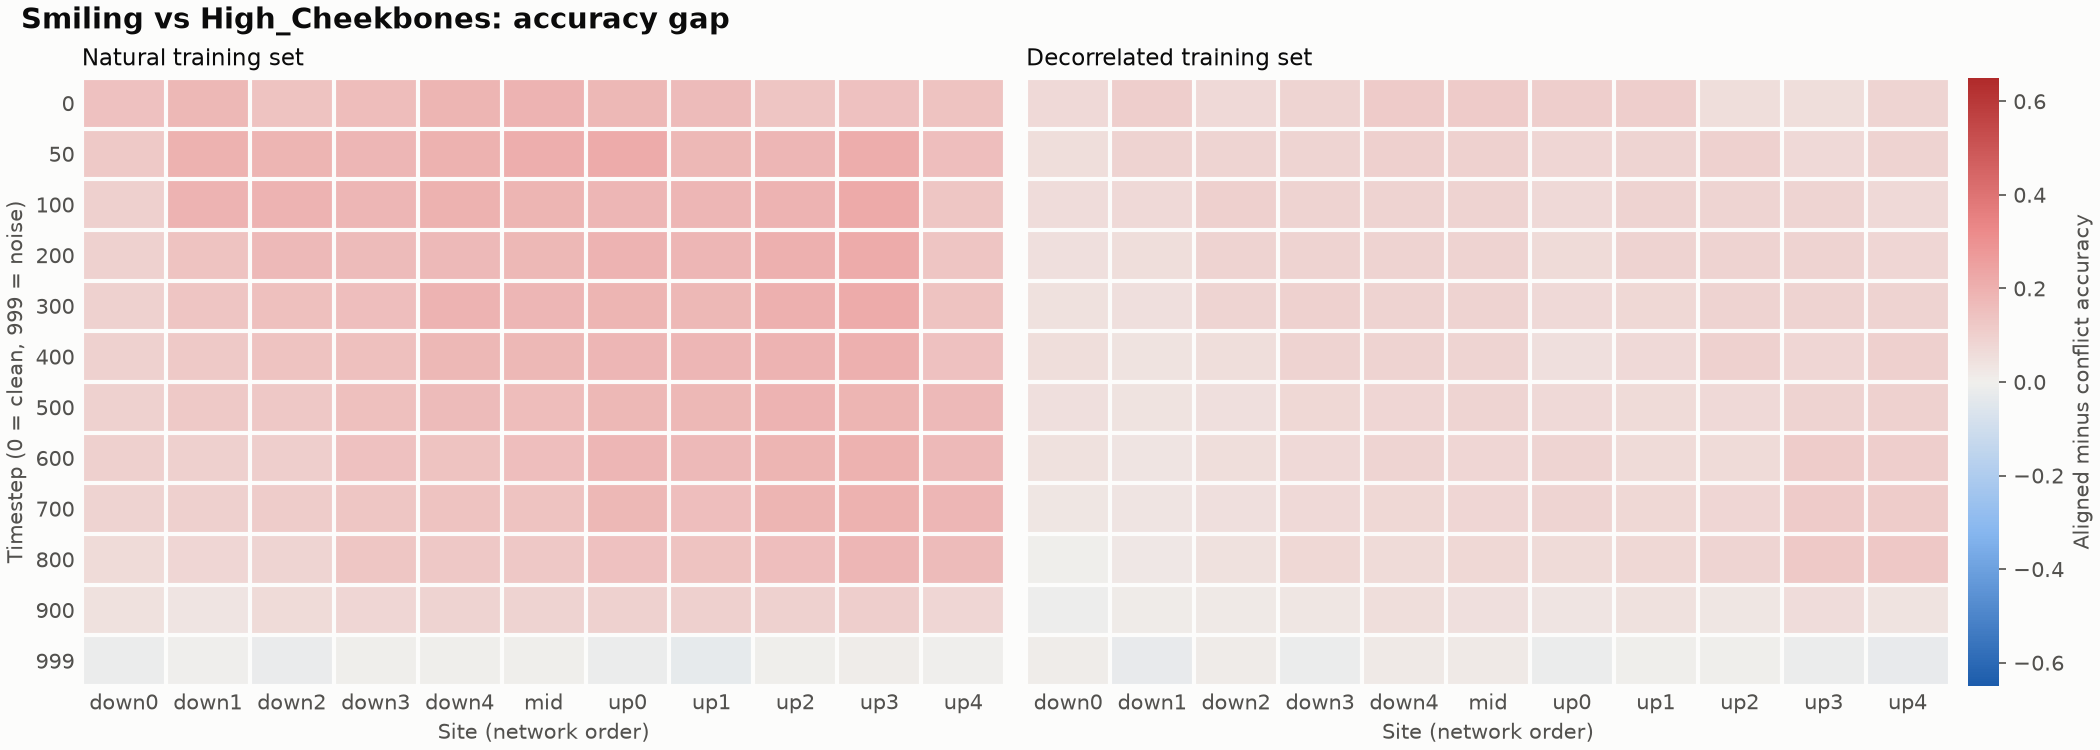 Smiling vs High_Cheekbones: accuracy gap
Natural training set
Decorrelated training set
Timestep (0 = clean, 999 = noise)
0
50
100
200
300
400
500
600
700
800
900
999
down0 down1 down2 down3 down4 mid up0 up1 up2 up3 up4
Site (network order)
down0 down1 down2 down3 down4 mid up0 up1 up2 up3 up4
Site (network order)
0.6
0.4
0.2
0.0
−0.2
−0.4
−0.6
Aligned minus conflict accuracy